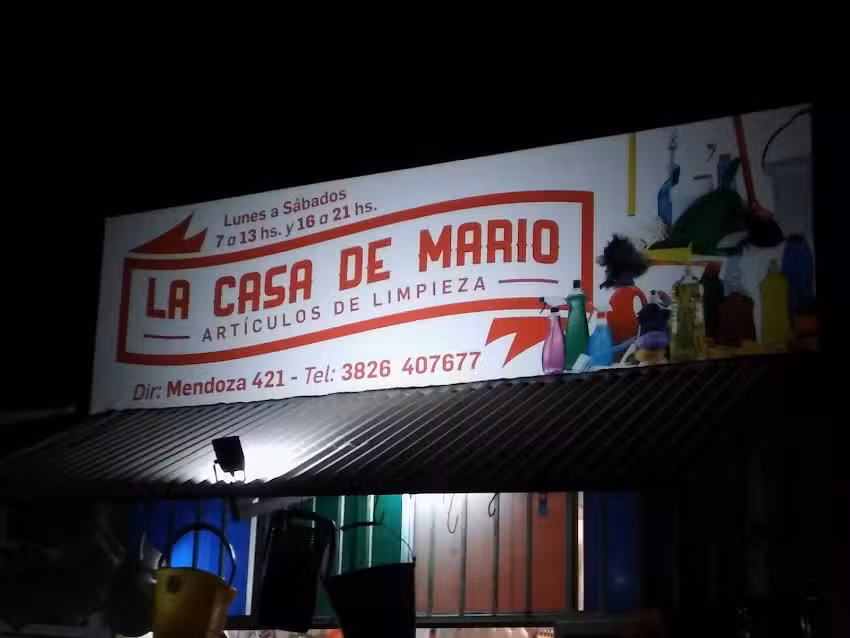 Lunes a Sábados
7 a 13 hs. y 16 a 21 hs.
LA CASA DE MARIO
ARTÍCULOS DE LIMPIEZA
Dir: Mendoza 421 - Tel: 3826 407677